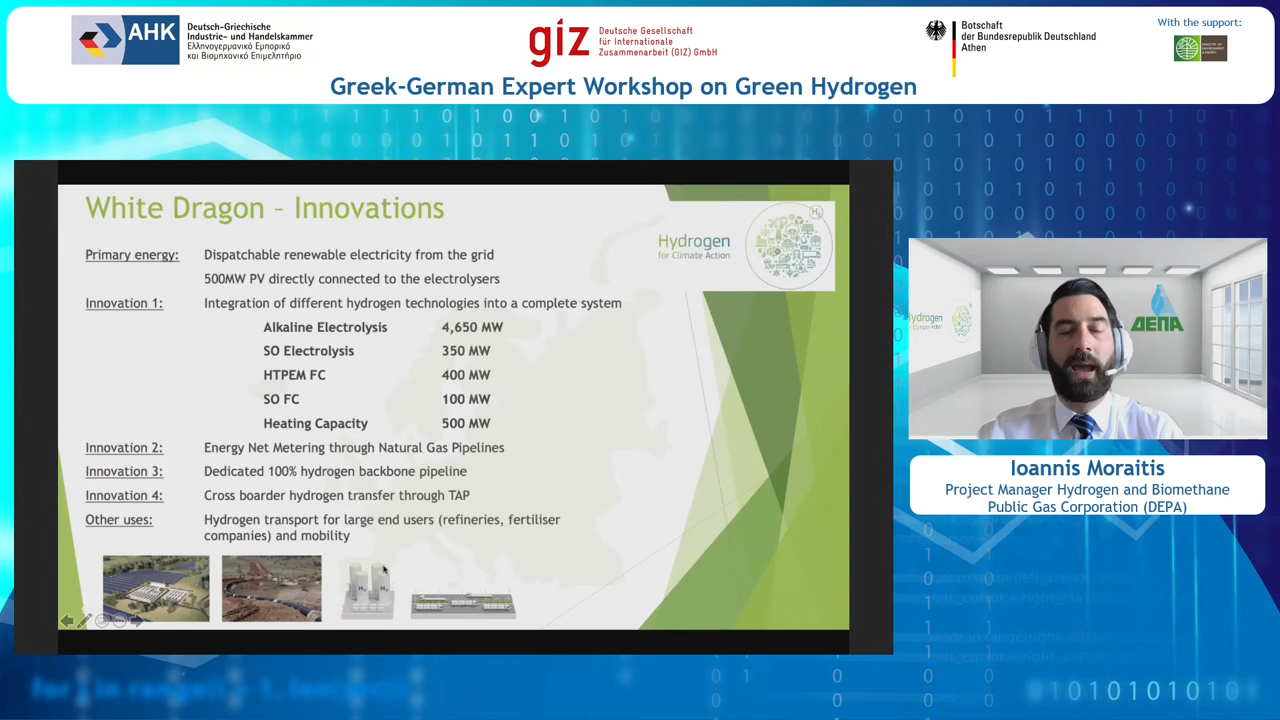 AHK
Deutsch-Griechische
Industrie- und Handelskammer
Ελληνογερμανικό Εμπορικό
και Βιομηχανικό Επιμελητήριο
giz
Deutsche Gesellschaft
für Internationale
Zusammenarbeit (GIZ) GmbH
Botschaft
der Bundesrepublik Deutschland
Athen
With the support:
Greek-German Expert Workshop on Green Hydrogen
White Dragon – Innovations
Hydrogen
for Climate Action
H₂
Primary energy: Dispatchable renewable electricity from the grid
500MW PV directly connected to the electrolysers
Innovation 1: Integration of different hydrogen technologies into a complete system
Alkaline Electrolysis 4,650 MW
SO Electrolysis 350 MW
HTPEM FC 400 MW
SO FC 100 MW
Heating Capacity 500 MW
Innovation 2: Energy Net Metering through Natural Gas Pipelines
Innovation 3: Dedicated 100% hydrogen backbone pipeline
Innovation 4: Cross boarder hydrogen transfer through TAP
Other uses: Hydrogen transport for large end users (refineries, fertiliser
companies) and mobility
ΔΕΠΑ
Ioannis Moraitis
Project Manager Hydrogen and Biomethane
Public Gas Corporation (DEPA)